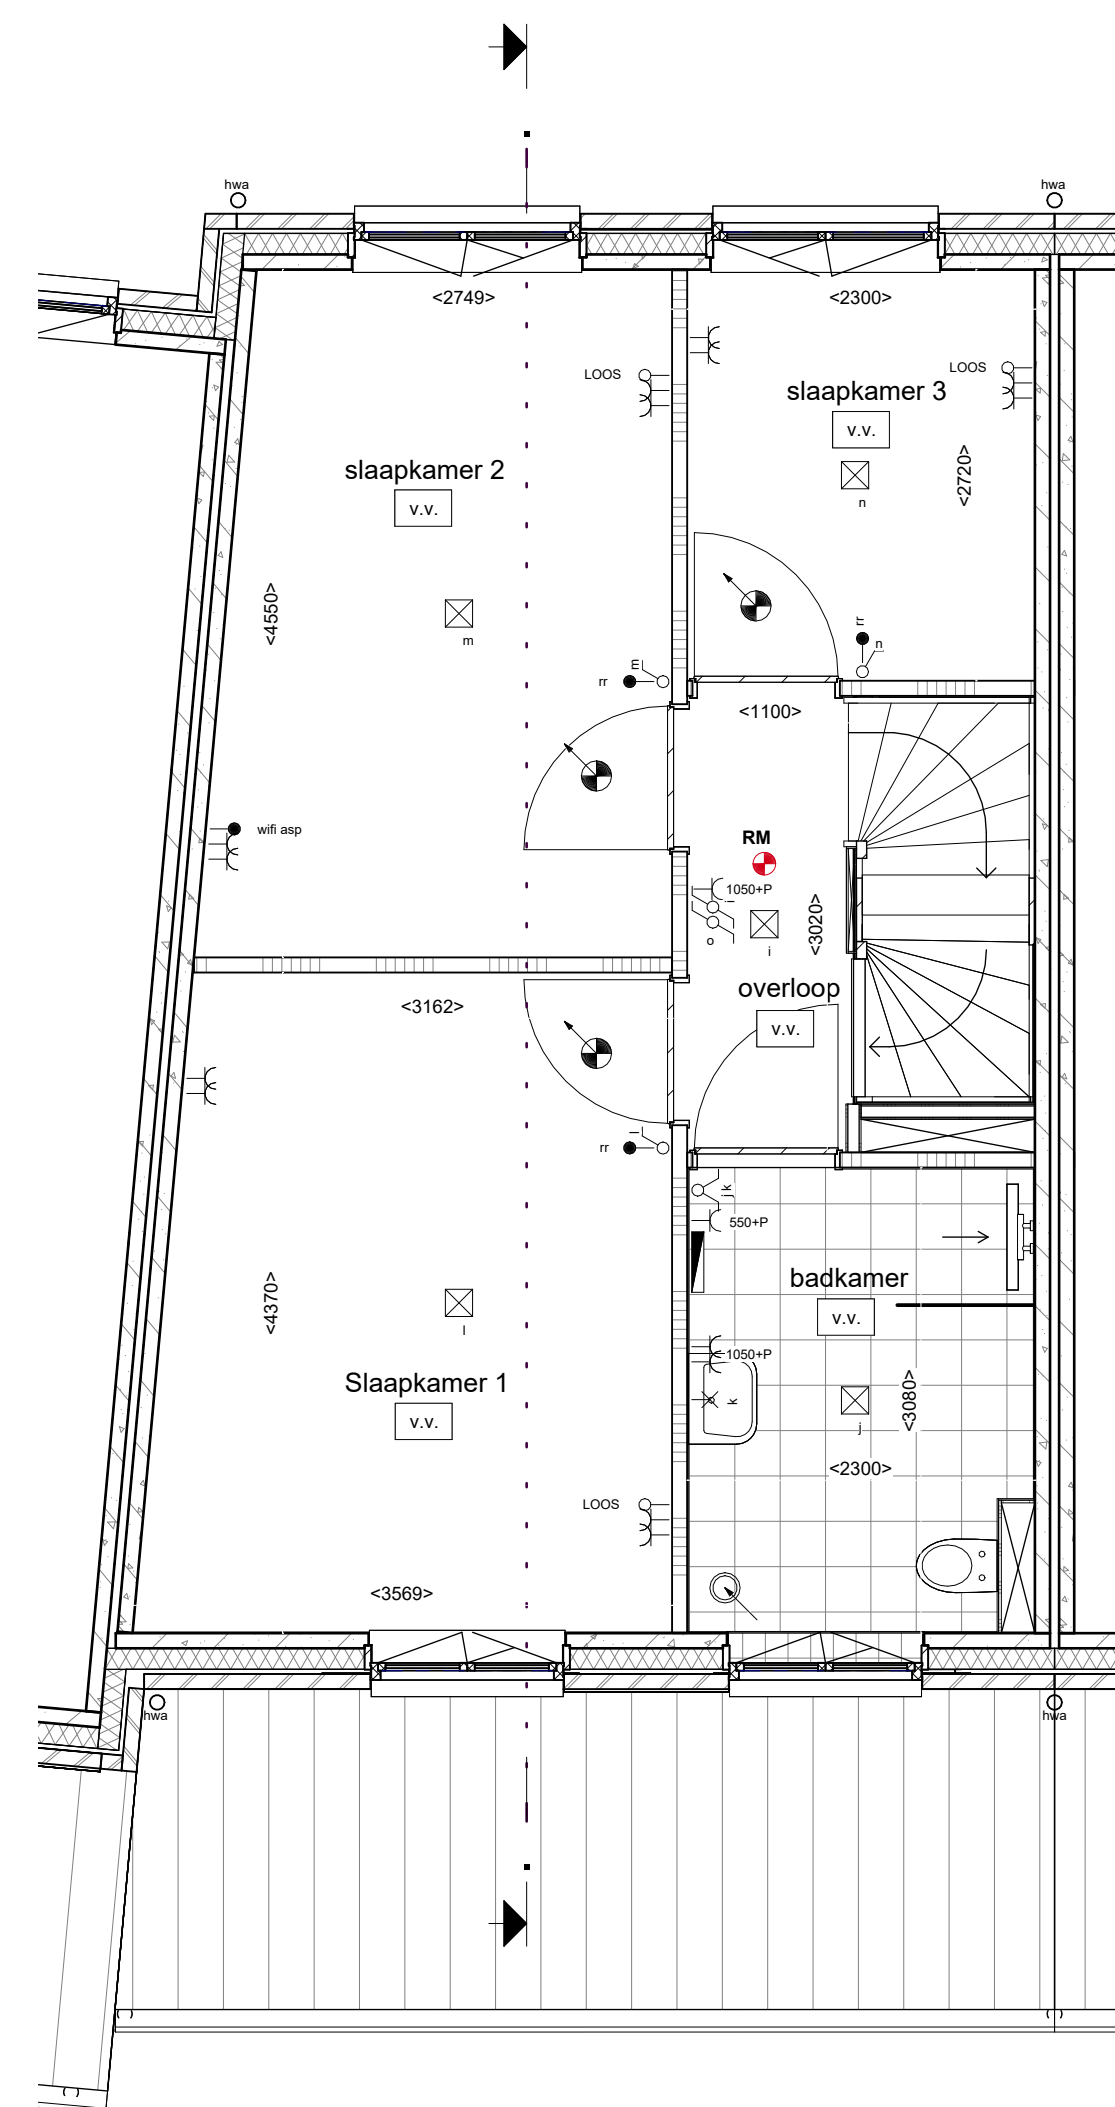 hwa
hwa
<2749>
<2300>
LOOS
LOOS
slaapkamer 3
v.v.
slaapkamer 2
v.v.
<2720>
n
<4550>
m
rr
n
m
rr
<1100>
wifi asp
RM
1050+P
i
o
i
<3020>
overloop
v.v.
<3162>
l
rr
j k
550+P
badkamer
v.v.
<4370>
l
1050+P
k
j
<3080>
Slaapkamer 1
v.v.
<2300>
LOOS
<3569>
hwa
hwa